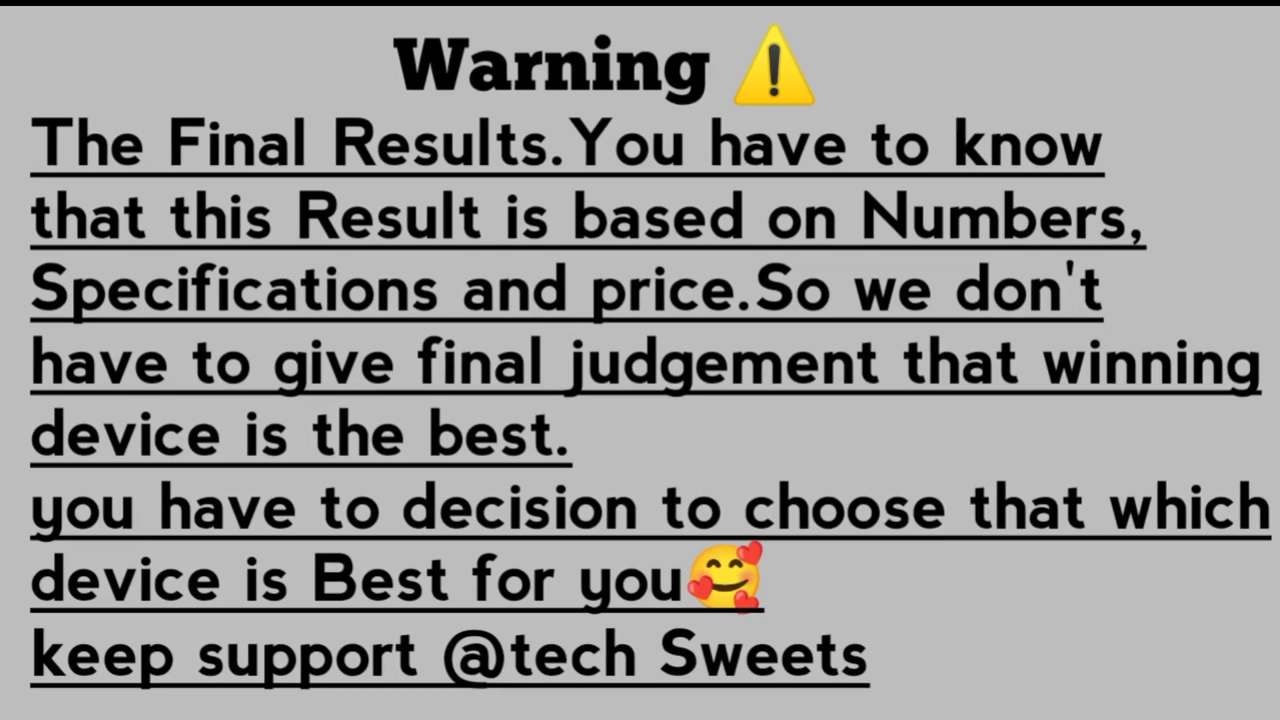 Warning ⚠️
The Final Results.You have to know
that this Result is based on Numbers,
Specifications and price.So we don't
have to give final judgement that winning
device is the best.
you have to decision to choose that which
device is Best for you🥰
keep support @tech Sweets